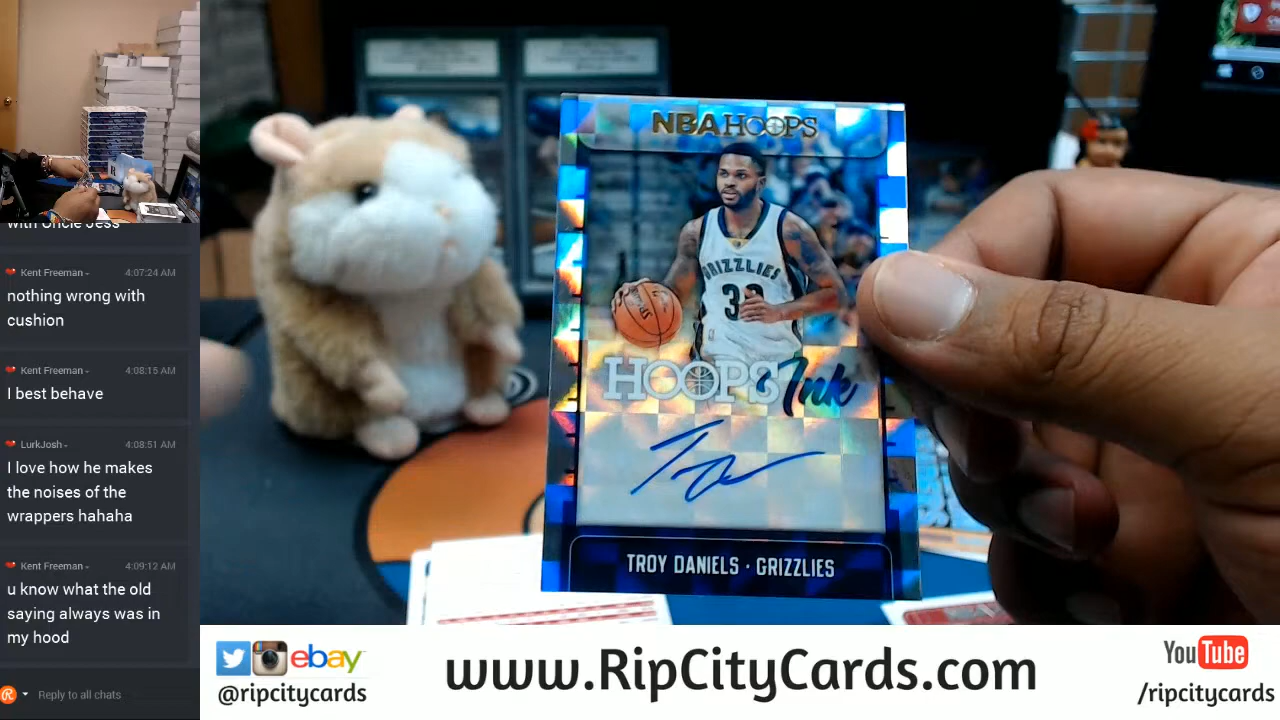 with Uncle Jess
Kent Freeman
4:07:24 AM
nothing wrong with
cushion
Kent Freeman
4:08:15 AM
I best behave
LurkJosh
4:08:51 AM
I love how he makes
the noises of the
wrappers hahaha
Kent Freeman
4:09:12 AM
u know what the old
saying always was in
my hood
Reply to all chats
NBA HOOPS
GRIZZLIES
SPALDING
HOOPS Ink
TROY DANIELS · GRIZZLIES
ebay
@ripcitycards
www.RipCityCards.com
YouTube
/ripcitycards